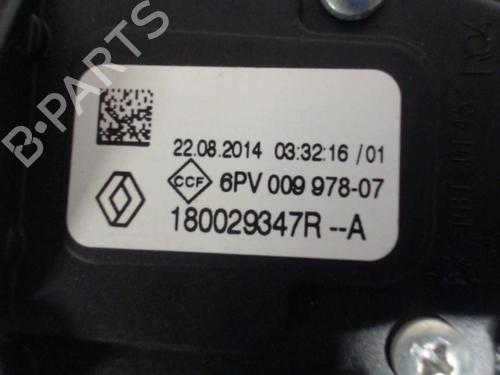 B-PARTS
22.08.2014 03:32:16 /01
CCF 6PV 009 978-07
180029347R --A